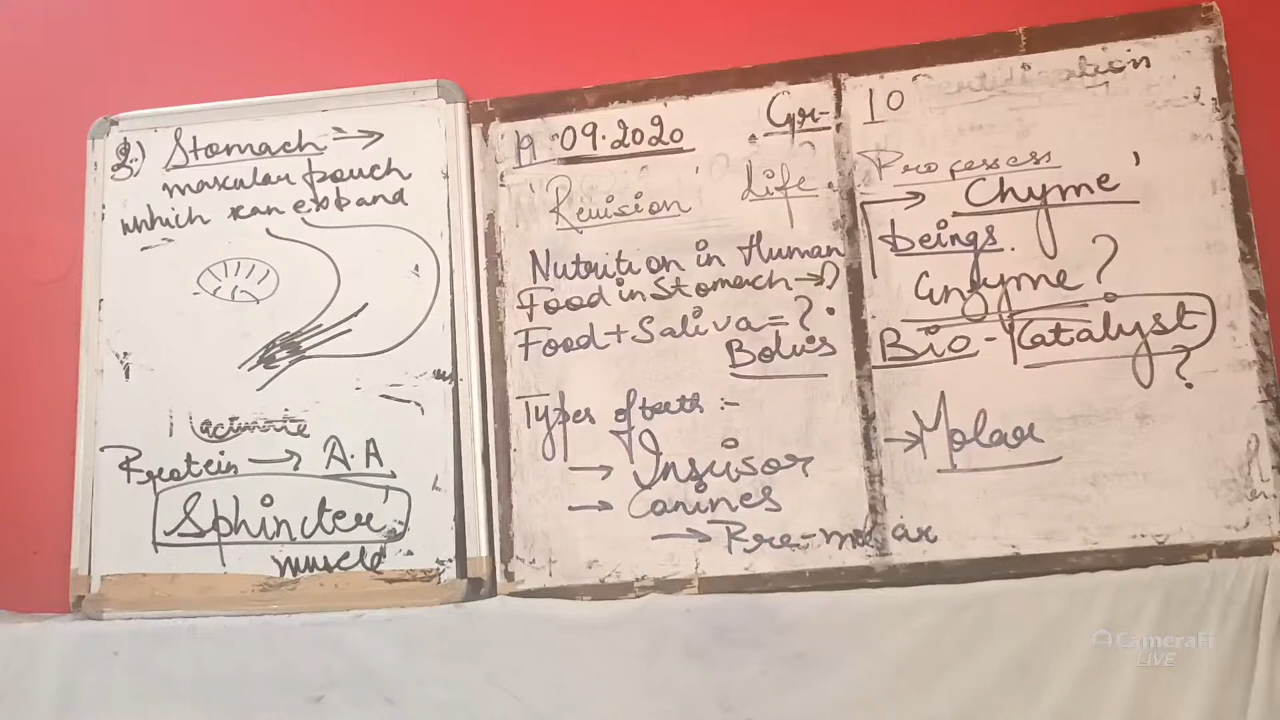 2.) Stomach →
muscular pouch
which can expand
Protein → A.A
Sphincter
muscle
19.09.2020 Gr- 10
'Revision' Life Processess
→ Chyme'
Nutrition in Human beings.
Food in Stomach → ?
Enzyme?
Food + Saliva = ?
Bolus
Bio-Katalyst
?
Types of teeth :-
→ Insisor
→ Canines
→ Pre-molar
→ Molar
CameraFi
LIVE